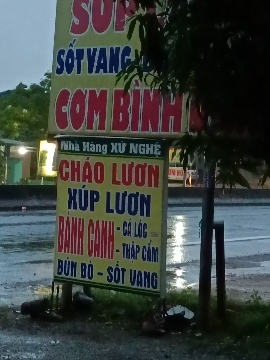 SÚP
SỐT VANG
CƠM BÌNH
Nhà Hàng XỨ NGHỆ
CHÁO LƯƠN
XÚP LƯƠN
BÁNH CANH - CÁ LÓC
- THẬP CẨM
BÚN BÒ - SỐT VANG